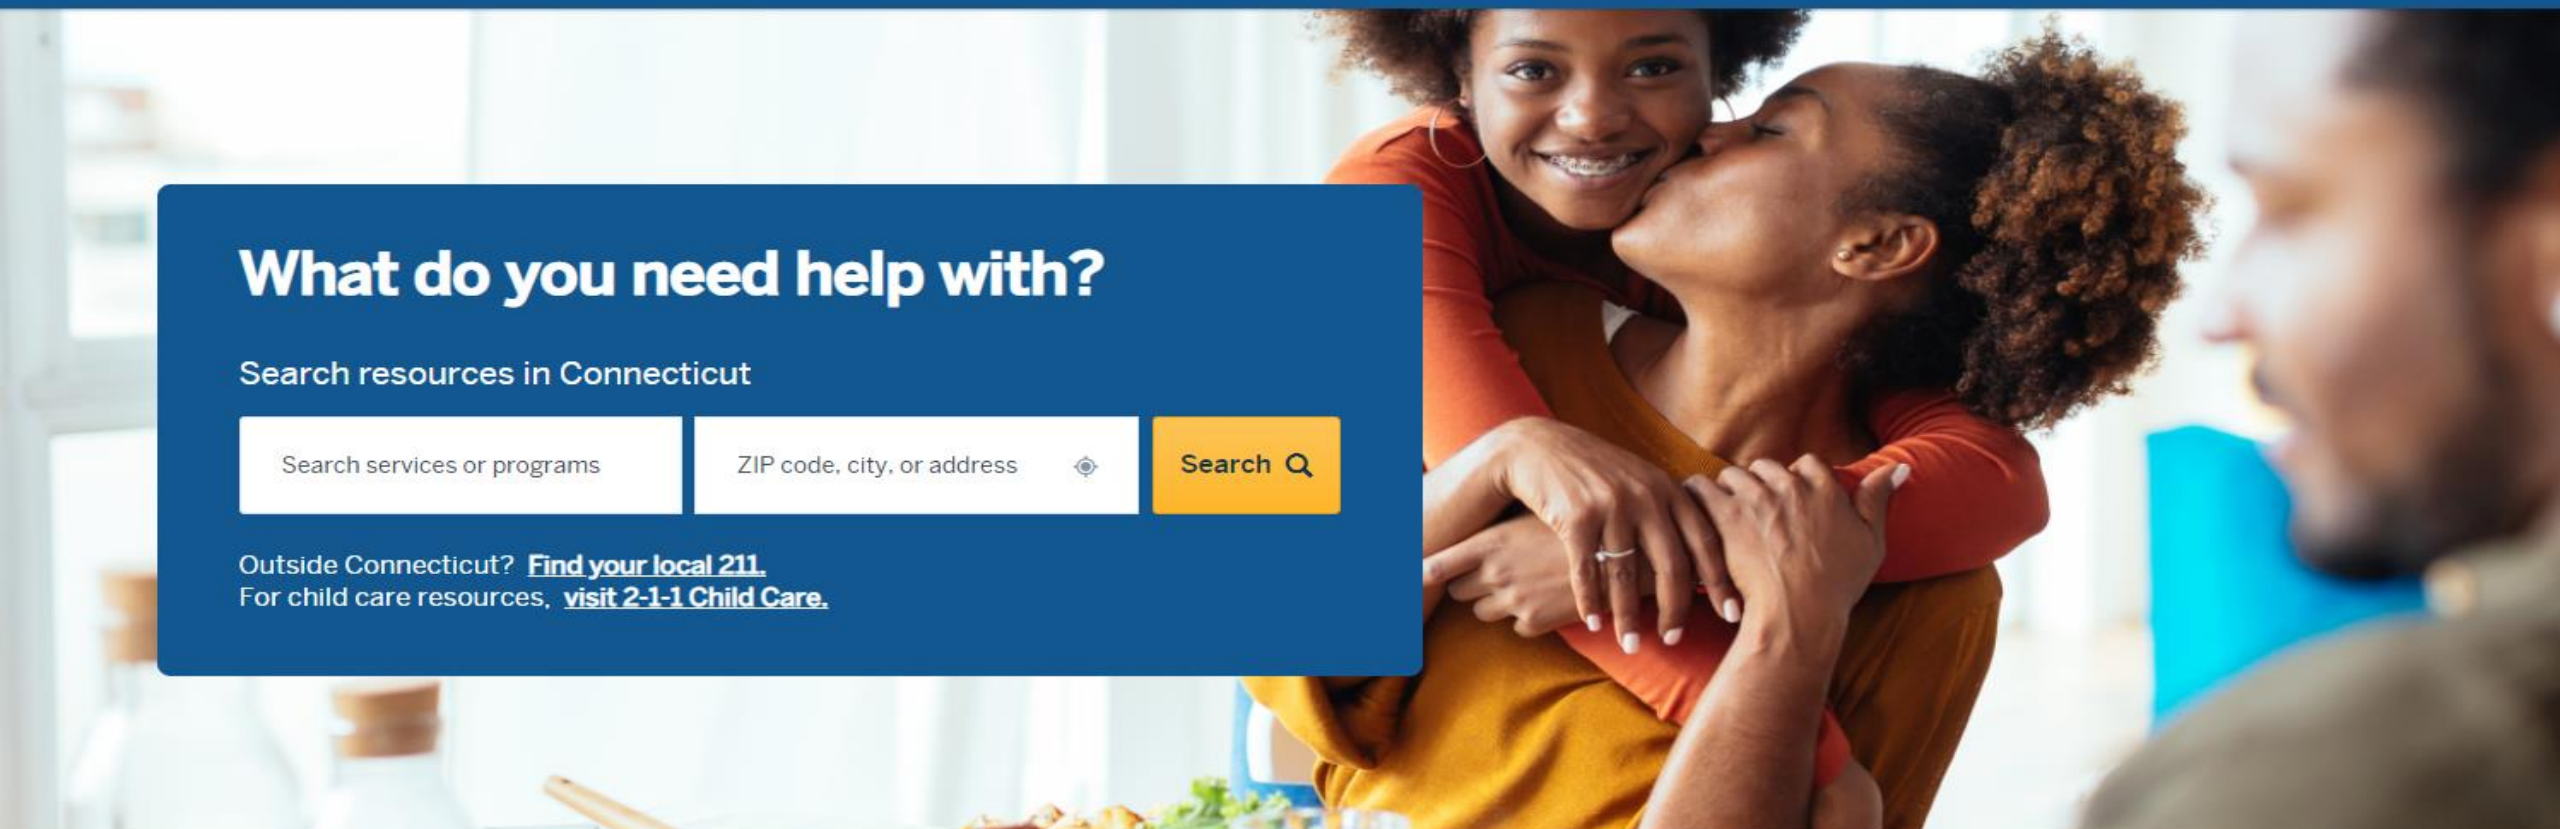 What do you need help with?
Search resources in Connecticut
Search services or programs
ZIP code, city, or address
Search
Outside Connecticut? Find your local 211.
For child care resources, visit 2-1-1 Child Care.